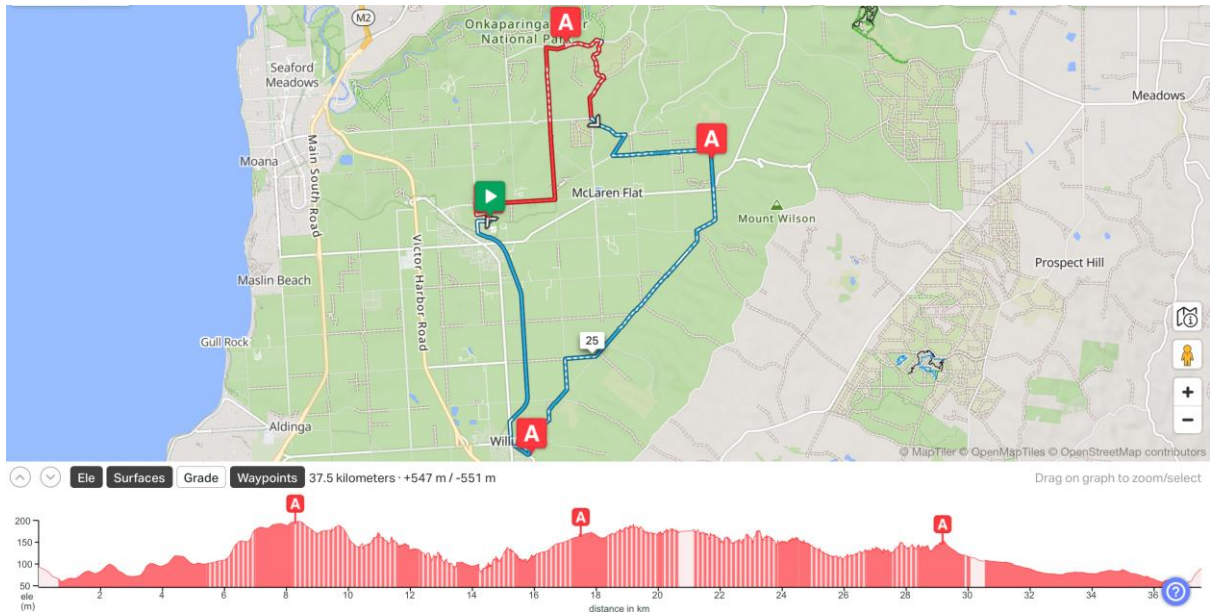 M2
Onkaparinga River
National Park
A
Seaford
Meadows
Meadows
Main South Road
A
Moana
McLaren Flat
Mount Wilson
Victor Harbor Road
Prospect Hill
Maslin Beach
Gull Rock
25
Aldinga
A
© MapTiler © OpenMapTiles © OpenStreetMap contributors
Ele Surfaces Grade Waypoints 37.5 kilometers · +547 m / -551 m Drag on graph to zoom/select
A A A
200
150
100
50
ele
(m)
2 4 6 8 10 12 14 16 18 20 22 24 26 28 30 32 34 36
distance in km
?